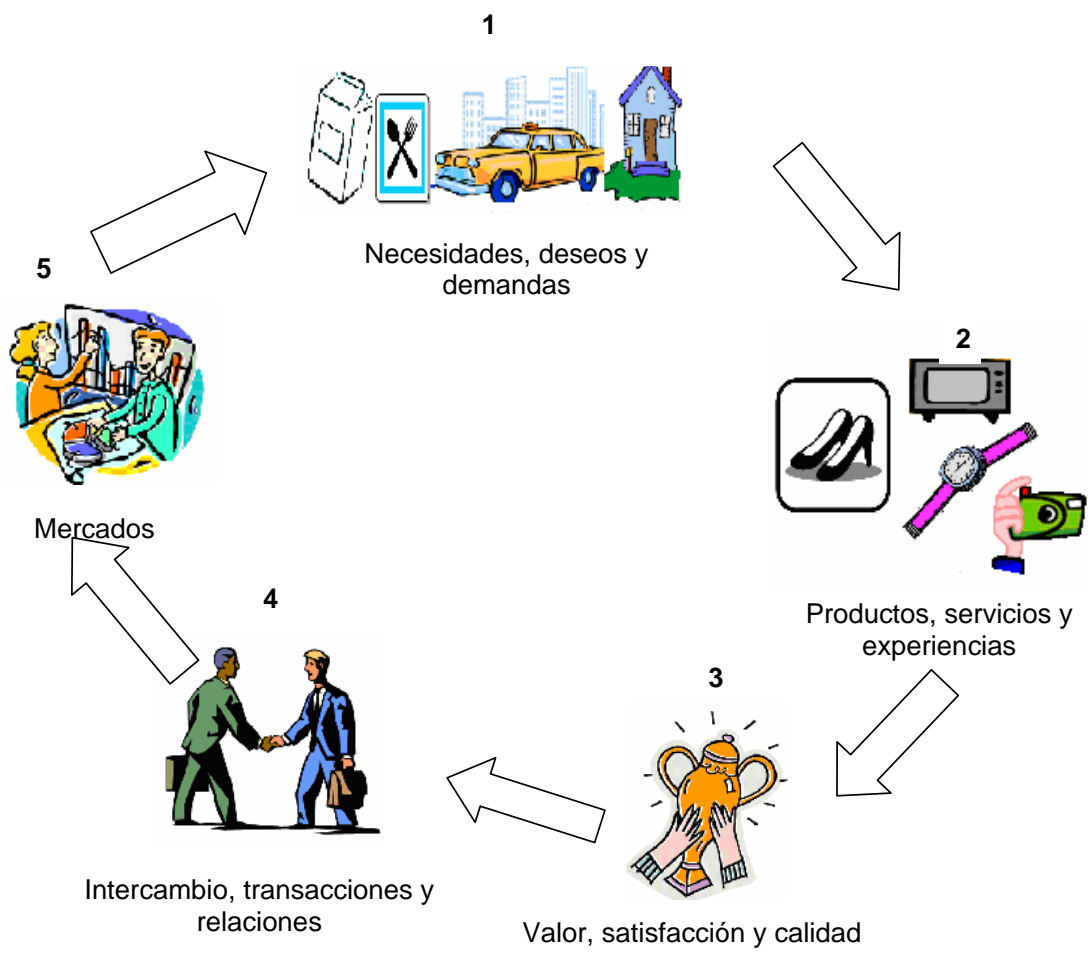 1
Necesidades, deseos y
demandas
2
Productos, servicios y
experiencias
3
Valor, satisfacción y calidad
4
Intercambio, transacciones y
relaciones
5
Mercados